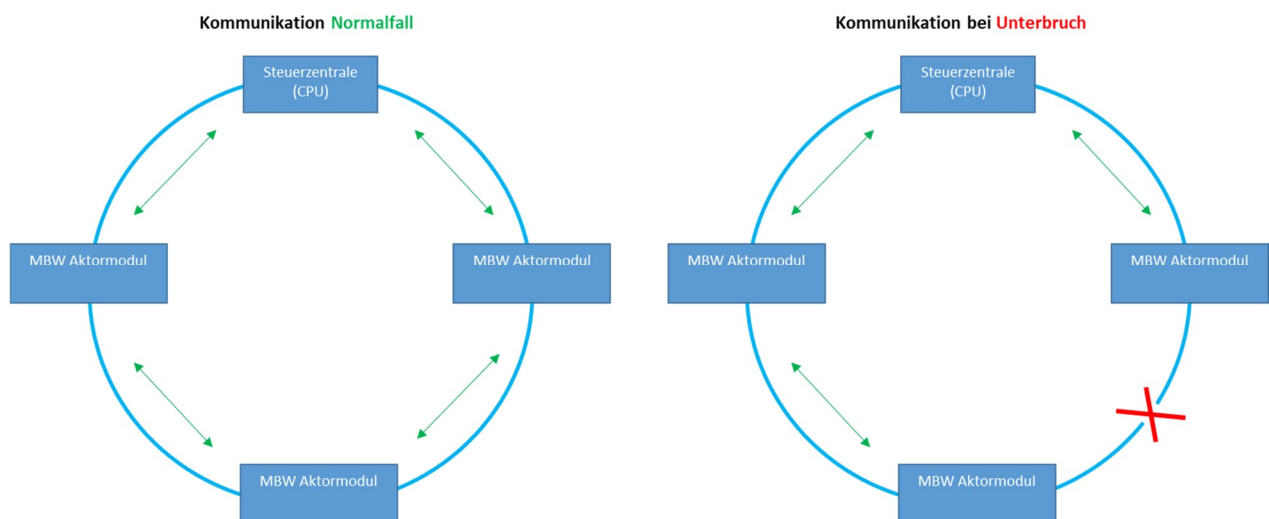 Kommunikation Normalfall
Steuerzentrale
(CPU)
MBW Aktormodul
MBW Aktormodul
MBW Aktormodul
Kommunikation bei Unterbruch
Steuerzentrale
(CPU)
MBW Aktormodul
MBW Aktormodul
MBW Aktormodul